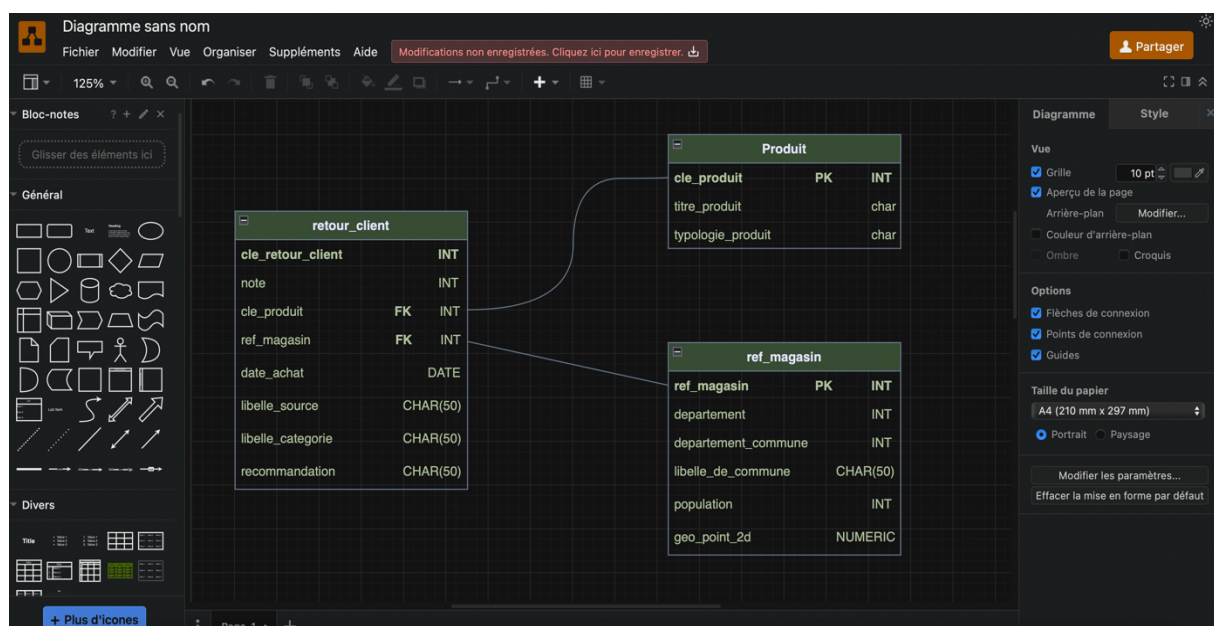 Diagramme sans nom
Fichier Modifier Vue Organiser Suppléments Aide Modifications non enregistrées. Cliquez ici pour enregistrer.
Partager
125%
Bloc-notes ? + ×
Glisser des éléments ici
Général
Text Heading
List Item
Divers
Title
+ Plus d'icones
retour_client
cle_retour_client INT
note INT
cle_produit FK INT
ref_magasin FK INT
date_achat DATE
libelle_source CHAR(50)
libelle_categorie CHAR(50)
recommandation CHAR(50)
Produit
cle_produit PK INT
titre_produit char
typologie_produit char
ref_magasin
ref_magasin PK INT
departement INT
departement_commune INT
libelle_de_commune CHAR(50)
population INT
geo_point_2d NUMERIC
Page 1
Diagramme Style ×
Vue
Grille 10 pt
Aperçu de la page
Arrière-plan Modifier...
Couleur d'arrière-plan
Ombre Croquis
Options
Flèches de connexion
Points de connexion
Guides
Taille du papier
A4 (210 mm x 297 mm)
Portrait Paysage
Modifier les paramètres...
Effacer la mise en forme par défaut